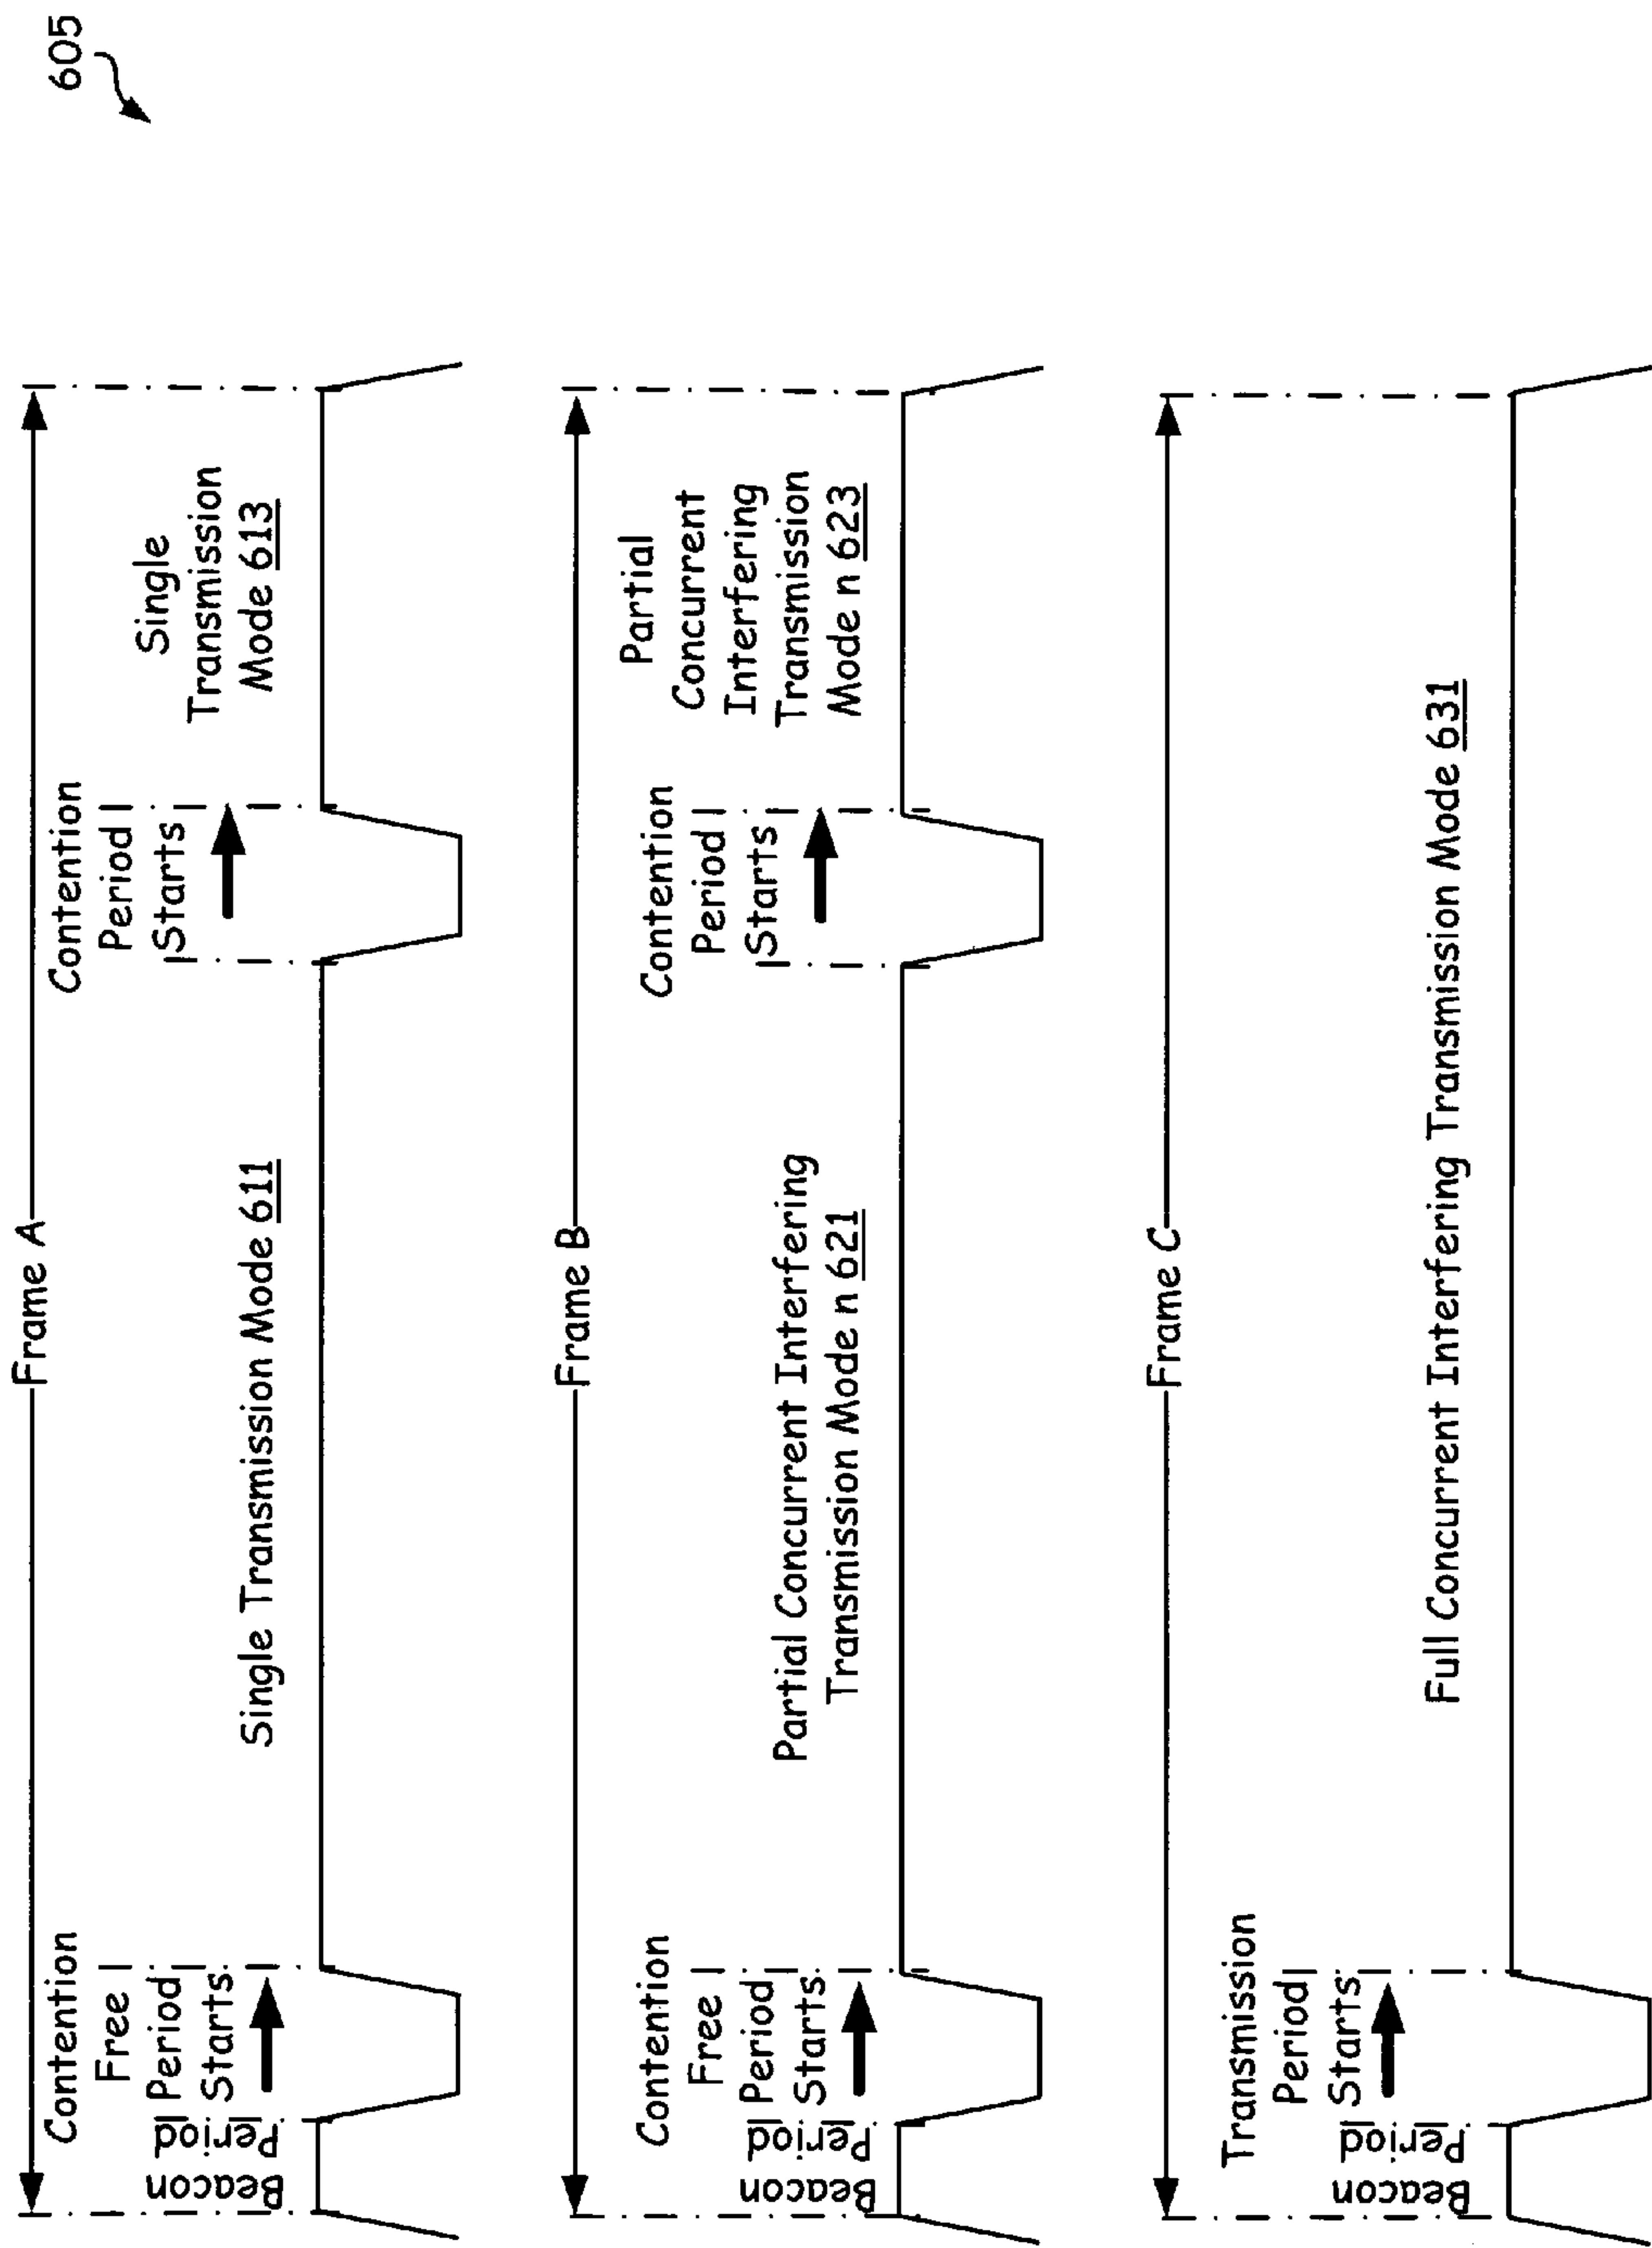 605
Frame A
Contention
Free
Period
Starts
Beacon
Period
Single Transmission Mode 611
Contention
Period
Starts
Single
Transmission
Mode 613
Frame B
Contention
Free
Period
Starts
Beacon
Period
Partial Concurrent Interfering
Transmission Mode n 621
Contention
Period
Starts
Partial
Concurrent
Interfering
Transmission
Mode n 623
Frame C
Transmission
Period
Starts
Beacon
Period
Full Concurrent Interfering Transmission Mode 631